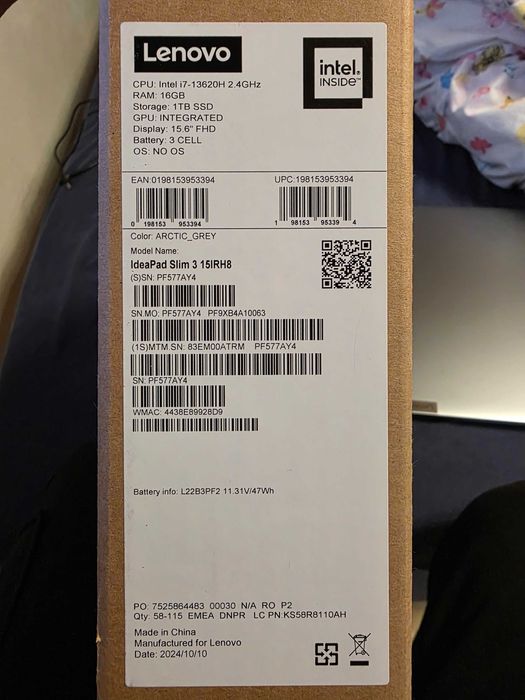 Lenovo
intel.
INSIDE™
CPU: Intel i7-13620H 2.4GHz
RAM: 16GB
Storage: 1TB SSD
GPU: INTEGRATED
Display: 15.6" FHD
Battery: 3 CELL
OS: NO OS
EAN:0198153953394
UPC:198153953394
0 198153 953394
1 98153 95339 4
Color: ARCTIC_GREY
Model Name:
IdeaPad Slim 3 15IRH8
(S)SN: PF577AY4
SN.MO: PF577AY4 PF9XB4A10063
(1S)MTM SN: 83EM00ATRM PF577AY4
SN: PF577AY4
WMAC: 4438E89928D9
Battery info: L22B3PF2 11.31V/47Wh
PO: 7525864483 00030 N/A RO P2
Qty: 58-115 EMEA DNPR LC PN:KS58R8110AH
Made in China
Manufactured for Lenovo
Date: 2024/10/10